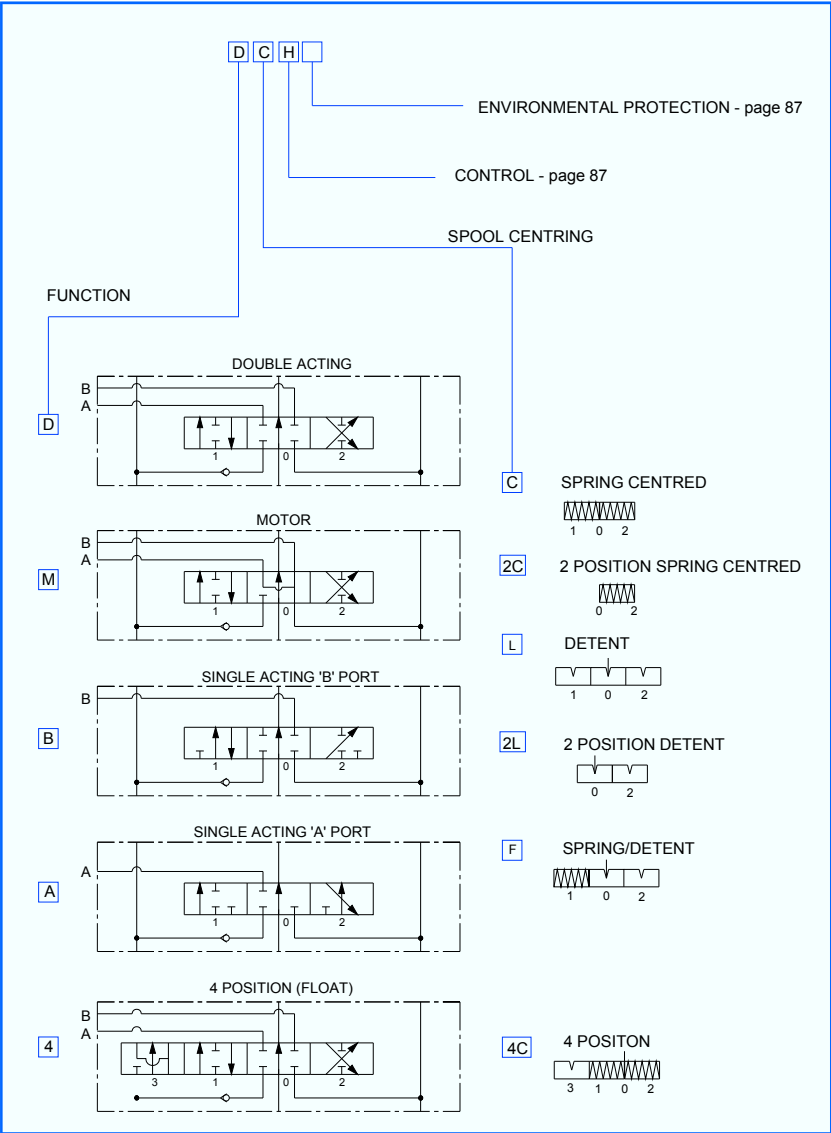 D C H
ENVIRONMENTAL PROTECTION - page 87
CONTROL - page 87
SPOOL CENTRING
FUNCTION
DOUBLE ACTING
B
A
D
1 0 2
MOTOR
B
A
M
1 0 2
SINGLE ACTING 'B' PORT
B
B
1 0 2
SINGLE ACTING 'A' PORT
A
A
1 0 2
4 POSITION (FLOAT)
B
A
4
3 1 0 2
C SPRING CENTRED
1 0 2
2C 2 POSITION SPRING CENTRED
0 2
L DETENT
1 0 2
2L 2 POSITION DETENT
0 2
F SPRING/DETENT
1 0 2
4C 4 POSITON
3 1 0 2